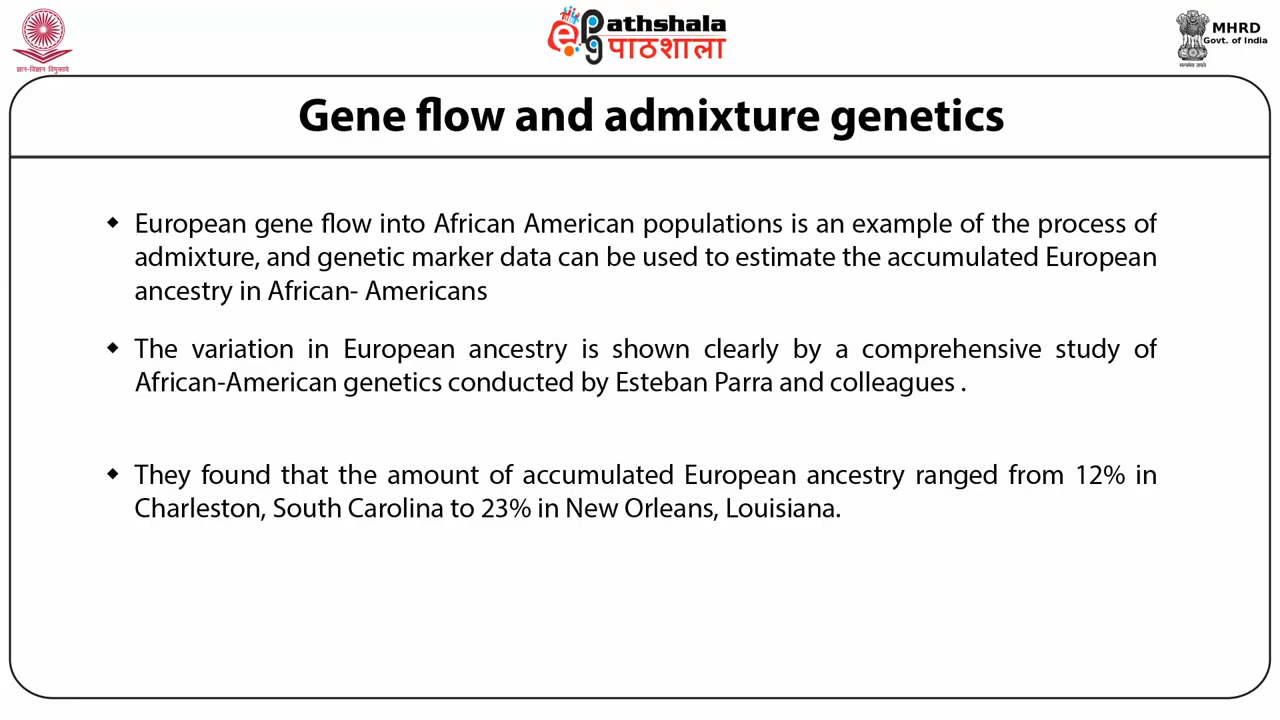 ज्ञान-विज्ञान विमुक्तये
ePathshala
पाठशाला
MHRD
Govt. of India
सत्यमेव जयते
Gene flow and admixture genetics
European gene flow into African American populations is an example of the process of
admixture, and genetic marker data can be used to estimate the accumulated European
ancestry in African- Americans
The variation in European ancestry is shown clearly by a comprehensive study of
African-American genetics conducted by Esteban Parra and colleagues .
They found that the amount of accumulated European ancestry ranged from 12% in
Charleston, South Carolina to 23% in New Orleans, Louisiana.